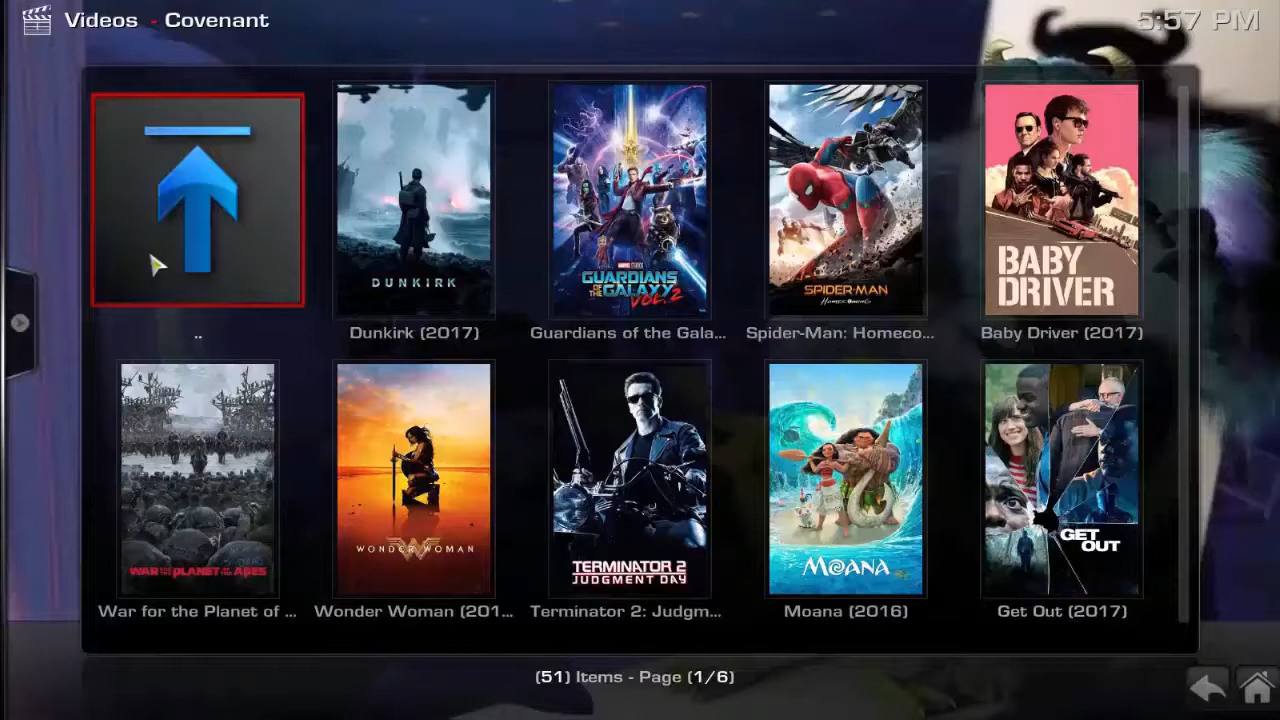 Videos - Covenant
5:57 PM
DUNKIRK
MARVEL STUDIOS
GUARDIANS
OF THE GALAXY
VOL. 2
SPIDER-MAN
HOMECOMING
BABY
DRIVER
..
Dunkirk (2017)
Guardians of the Gala...
Spider-Man: Homeco...
Baby Driver (2017)
WAR FOR THE PLANET OF THE APES
WONDER WOMAN
TERMINATOR 2
JUDGMENT DAY
MOANA
GET
OUT
War for the Planet of ...
Wonder Woman (201...
Terminator 2: Judgm...
Moana (2016)
Get Out (2017)
(51) Items - Page (1/6)